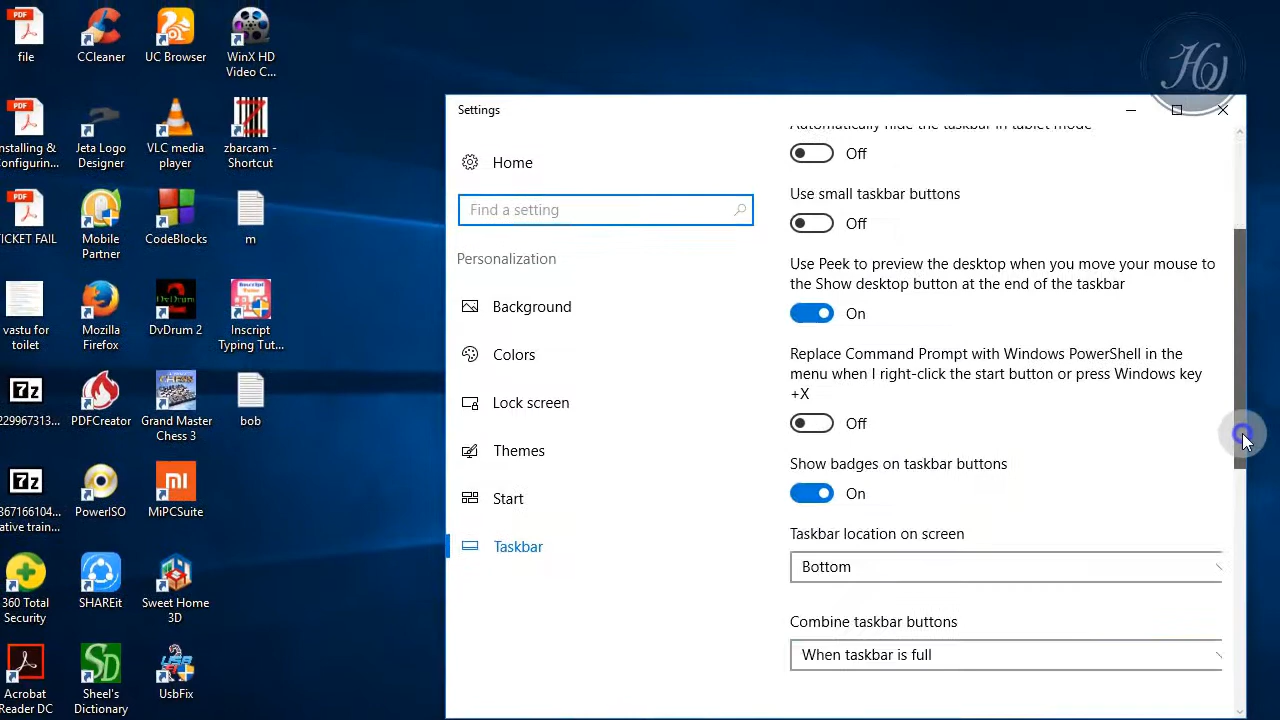 file
CCleaner
UC Browser
WinX HD
Video C...
Installing &
Configurin...
Jeta Logo
Designer
VLC media
player
zbarcam -
Shortcut
TICKET FAIL
Mobile
Partner
CodeBlocks
m
vastu for
toilet
Mozilla
Firefox
DvDrum 2
Inscript
Typing Tut...
229967313...
PDFCreator
Grand Master
Chess 3
bob
367166104...
ative train...
PowerISO
MiPCSuite
360 Total
Security
SHAREit
Sweet Home
3D
Acrobat
Reader DC
Sheel's
Dictionary
UsbFix
Settings
Home
Find a setting
Personalization
Background
Colors
Lock screen
Themes
Start
Taskbar
Automatically hide the taskbar in tablet mode
Off
Use small taskbar buttons
Off
Use Peek to preview the desktop when you move your mouse to
the Show desktop button at the end of the taskbar
On
Replace Command Prompt with Windows PowerShell in the
menu when I right-click the start button or press Windows key
+X
Off
Show badges on taskbar buttons
On
Taskbar location on screen
Bottom
Combine taskbar buttons
When taskbar is full